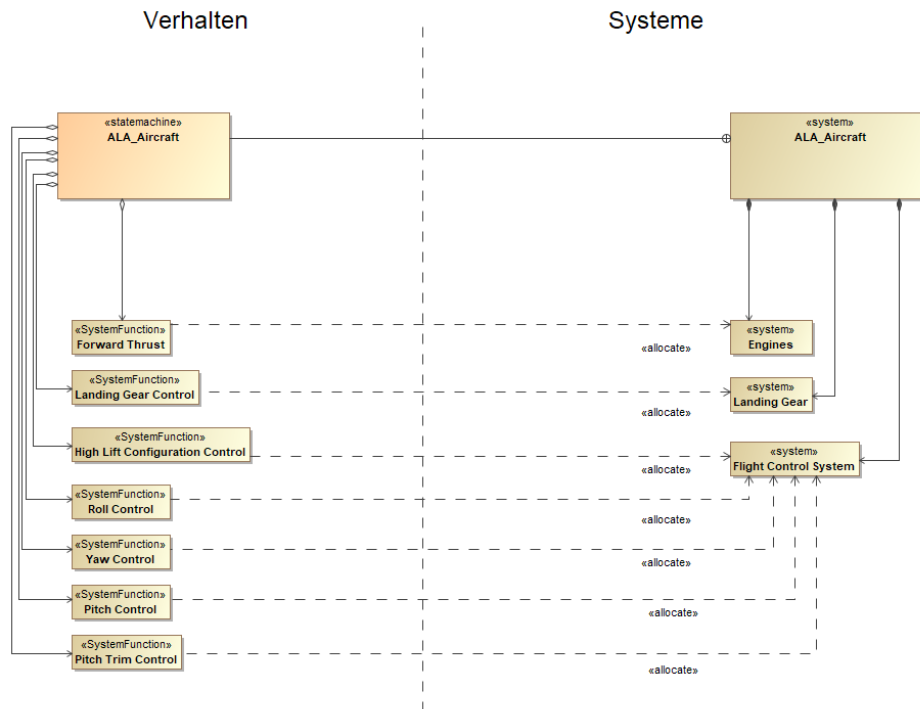 Verhalten
Systeme
«statemachine»
ALA_Aircraft
«system»
ALA_Aircraft
«SystemFunction»
Forward Thrust
«allocate»
«system»
Engines
«SystemFunction»
Landing Gear Control
«allocate»
«system»
Landing Gear
«SystemFunction»
High Lift Configuration Control
«allocate»
«system»
Flight Control System
«SystemFunction»
Roll Control
«allocate»
«SystemFunction»
Yaw Control
«allocate»
«SystemFunction»
Pitch Control
«allocate»
«SystemFunction»
Pitch Trim Control
«allocate»